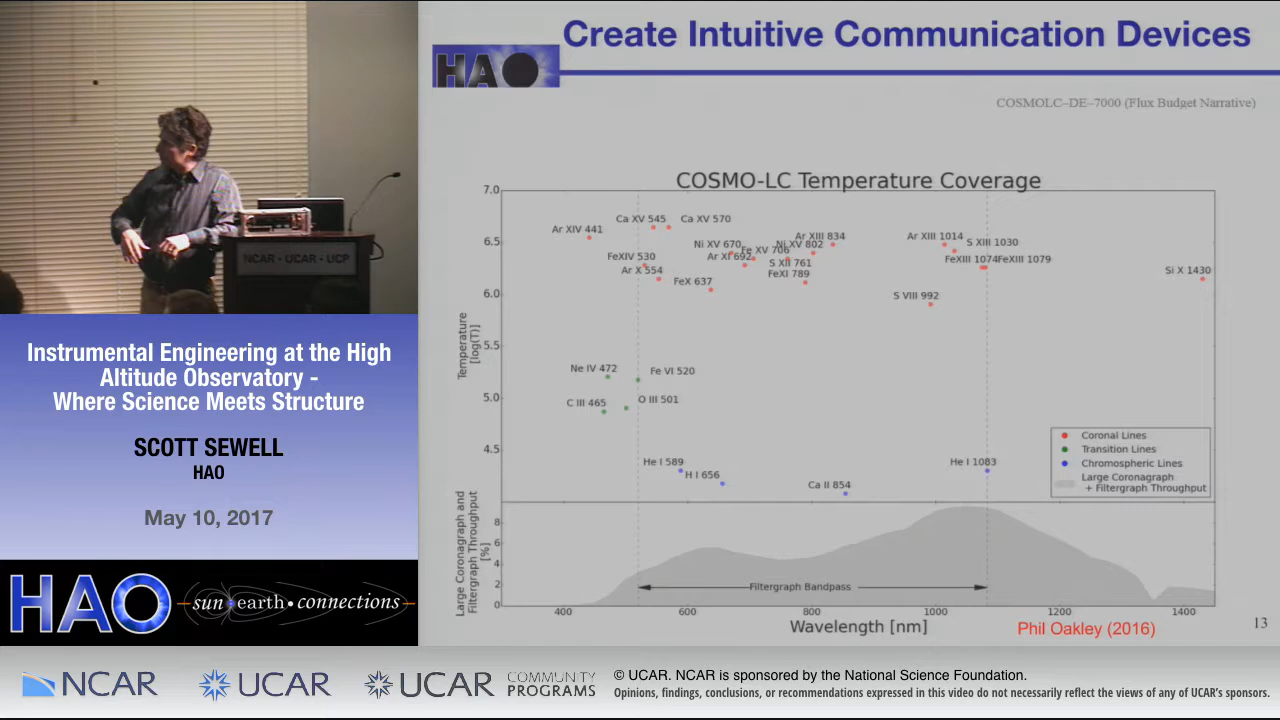 Create Intuitive Communication Devices
HAO
COSMOLC–DE–7000 (Flux Budget Narrative)
NCAR - UCAR - UCP
Instrumental Engineering at the High
Altitude Observatory -
Where Science Meets Structure
SCOTT SEWELL
HAO
May 10, 2017
HAO
sun • earth • connections
COSMO-LC Temperature Coverage
7.0
6.5
6.0
5.5
5.0
4.5
Temperature
[log(T)]
Ar XIV 441
Ca XV 545
Ca XV 570
FeXIV 530
Ar X 554
FeX 637
Ni XV 670
Ar XI 692
Fe XV 706
S XII 761
FeXI 789
Ni XV 802
Ar XIII 834
Ar XIII 1014
S XIII 1030
FeXIII 1074
FeXIII 1079
S VIII 992
Si X 1430
Ne IV 472
Fe VI 520
C III 465
O III 501
He I 589
H I 656
Ca II 854
He I 1083
Coronal Lines
Transition Lines
Chromospheric Lines
Large Coronagraph
+ Filtergraph Throughput
Large Coronagraph and
Filtergraph Throughput
[%]
8
6
4
2
0
Filtergraph Bandpass
400
600
800
1000
1200
1400
Wavelength [nm]
Phil Oakley (2016)
13
NCAR
UCAR
UCAR
COMMUNITY
PROGRAMS
© UCAR. NCAR is sponsored by the National Science Foundation.
Opinions, findings, conclusions, or recommendations expressed in this video do not necessarily reflect the views of any of UCAR's sponsors.